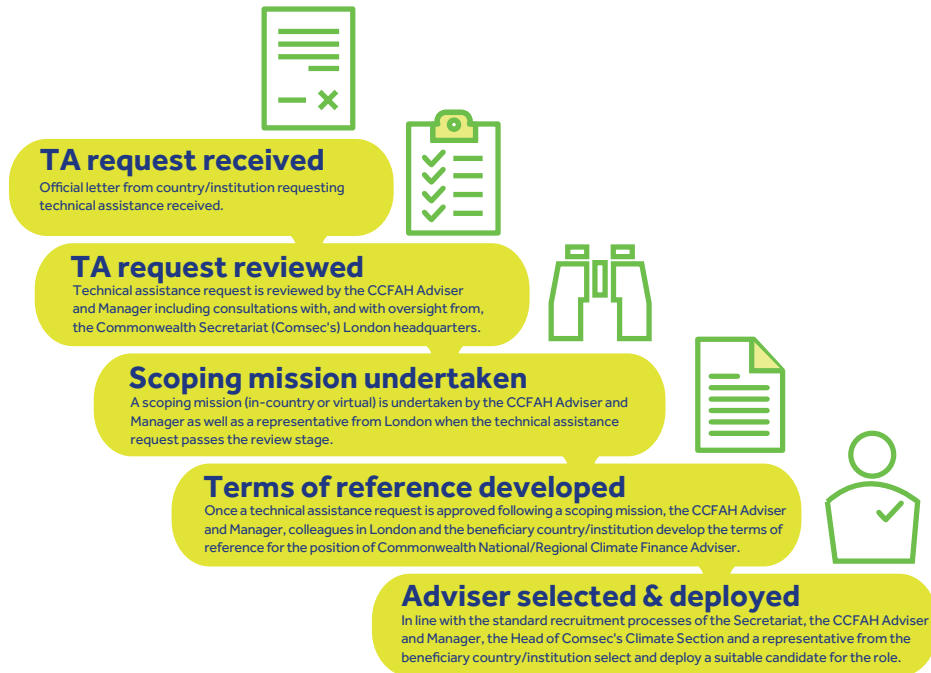 TA request received
Official letter from country/institution requesting
technical assistance received.
TA request reviewed
Technical assistance request is reviewed by the CCFAH Adviser
and Manager including consultations with, and with oversight from,
the Commonwealth Secretariat (Comsec's) London headquarters.
Scoping mission undertaken
A scoping mission (in-country or virtual) is undertaken by the CCFAH Adviser and
Manager as well as a representative from London when the technical assistance
request passes the review stage.
Terms of reference developed
Once a technical assistance request is approved following a scoping mission, the CCFAH Adviser
and Manager, colleagues in London and the beneficiary country/institution develop the terms of
reference for the position of Commonwealth National/Regional Climate Finance Adviser.
Adviser selected & deployed
In line with the standard recruitment processes of the Secretariat, the CCFAH Adviser
and Manager, the Head of Comsec's Climate Section and a representative from the
beneficiary country/institution select and deploy a suitable candidate for the role.